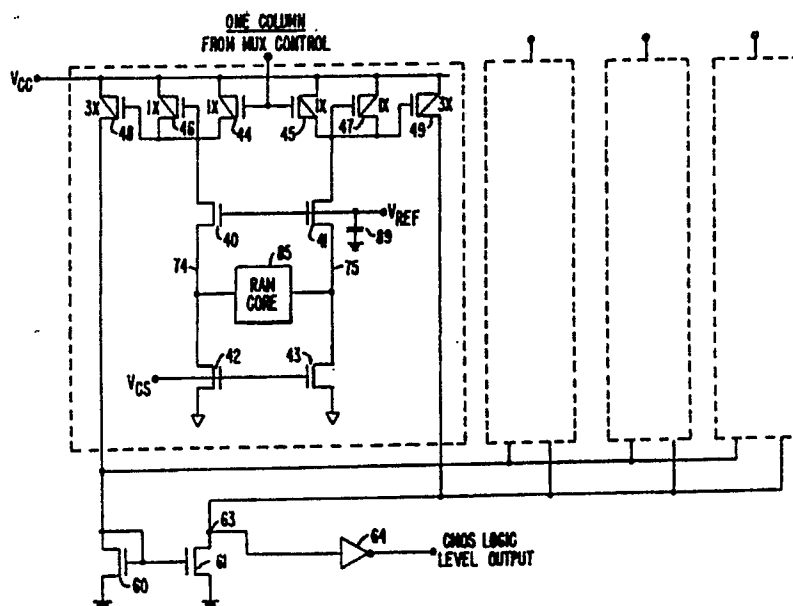 ONE COLUMN
FROM MUX CONTROL
VCC
3X 1X 1X 1X 1X 3X
48 46 44 45 47 49
VREF
40 41 89
74 85 75
RAM
CORE
42 43
VCS
63 64
CMOS LOGIC
LEVEL OUTPUT
60 61